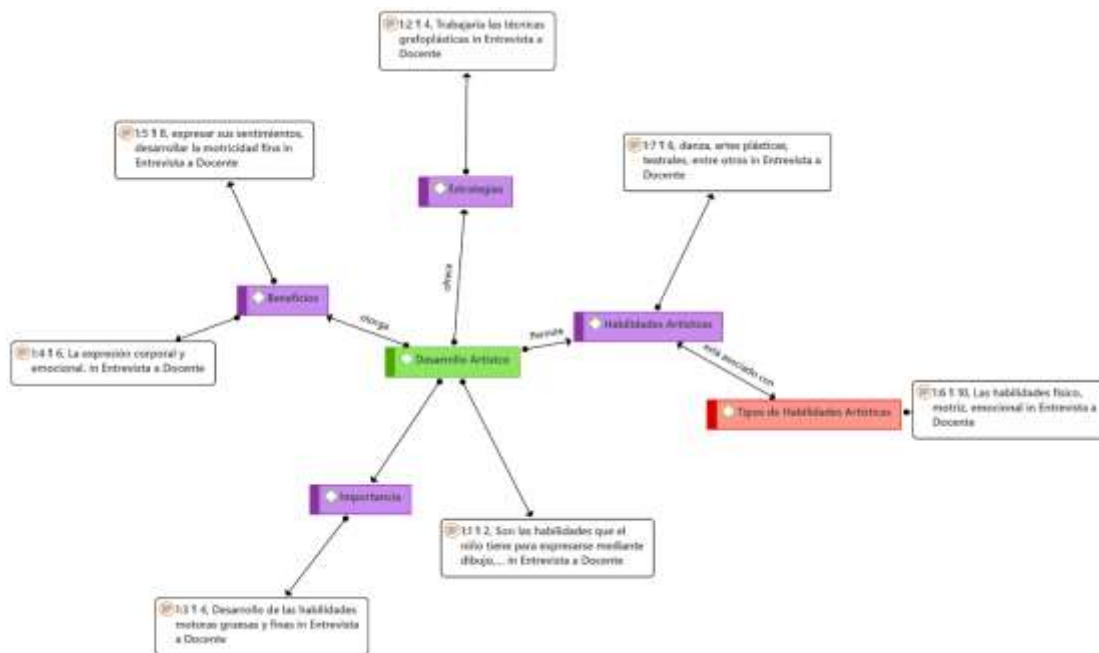 1:2 ¶ 4, Trabajaría las técnicas
grafoplásticas in Entrevista a
Docente
1:5 ¶ 8, expresar sus sentimientos,
desarrollar la motricidad fina in
Entrevista a Docente
1:7 ¶ 6, danza, artes plásticas,
teatrales, entre otros in Entrevista a
Docente
Estrategias
ofrece
Beneficios
otorga
Permite
Habilidades Artísticas
1:4 ¶ 6, La expresión corporal y
emocional. in Entrevista a Docente
Desarrollo Artístico
está asociado con
Tipos de Habilidades Artísticas
1:6 ¶ 10, Las habilidades físico,
motriz, emocional in Entrevista a
Docente
Importancia
1:1 ¶ 2, Son las habilidades que el
niño tiene para expresarse mediante
dibujo,... in Entrevista a Docente
1:3 ¶ 4, Desarrollo de las habilidades
motoras gruesas y finas in Entrevista
a Docente